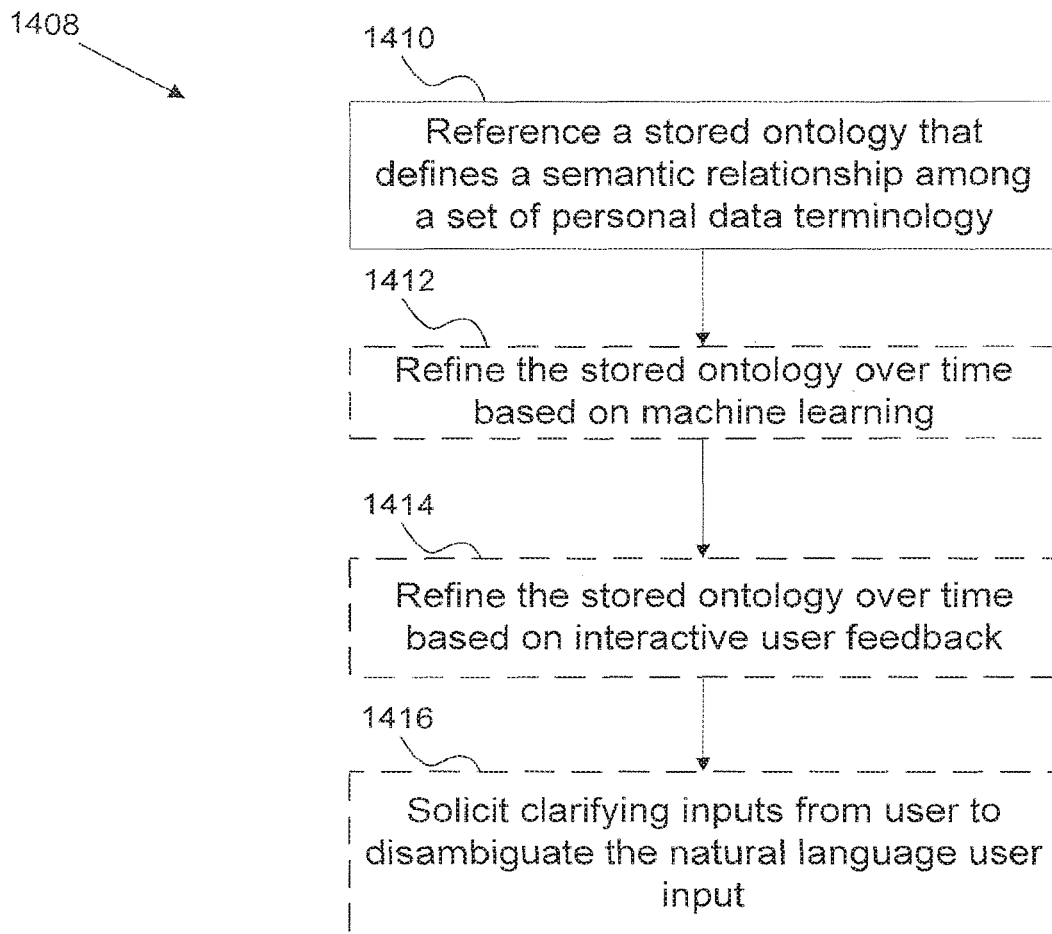 1408
1410
Reference a stored ontology that
defines a semantic relationship among
a set of personal data terminology
1412
Refine the stored ontology over time
based on machine learning
1414
Refine the stored ontology over time
based on interactive user feedback
1416
Solicit clarifying inputs from user to
disambiguate the natural language user
input